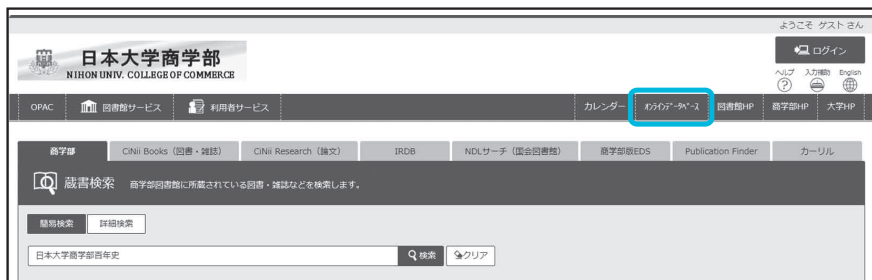 ようこそ ゲスト さん
日本大学商学部
NIHON UNIV. COLLEGE OF COMMERCE
ログイン
ヘルプ 入力補助 English
OPAC 図書館サービス 利用者サービス カレンダー オンラインデータベース 図書館HP 商学部HP 大学HP
商学部 CiNii Books（図書・雑誌） CiNii Research（論文） IRDB NDLサーチ（国会図書館） 商学部版EDS Publication Finder カーリル
蔵書検索 商学部図書館に所蔵されている図書・雑誌などを検索します。
簡易検索 詳細検索
日本大学商学部百年史 検索 クリア